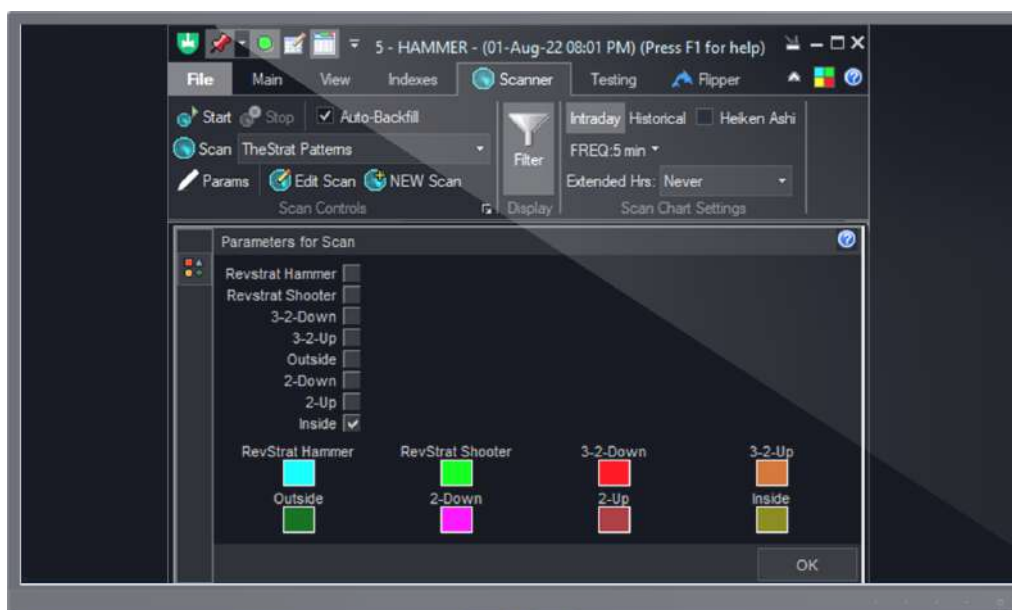 5 - HAMMER - (01-Aug-22 08:01 PM) (Press F1 for help)
File Main View Indexes Scanner Testing Flipper
Start Stop Auto-Backfill
Scan TheStrat Patterns
Params Edit Scan NEW Scan
Scan Controls
Filter
Display
Intraday Historical Heiken Ashi
FREQ:5 min
Extended Hrs: Never
Scan Chart Settings
Parameters for Scan
Revstrat Hammer
Revstrat Shooter
3-2-Down
3-2-Up
Outside
2-Down
2-Up
Inside
RevStrat Hammer RevStrat Shooter 3-2-Down 3-2-Up
Outside 2-Down 2-Up Inside
OK